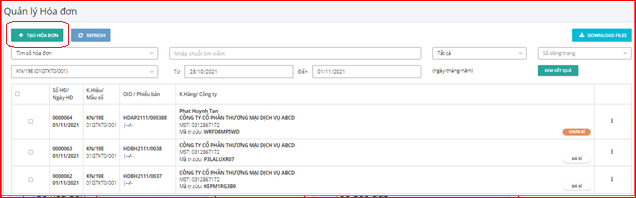 Quản lý Hóa đơn
+ TẠO HÓA ĐƠN
REFRESH
DOWNLOAD FILES
Tìm số hóa đơn
Nhập chuỗi tìm kiếm
Tất cả
Số dòng/trang
KN/19E (01GTKT0/001)
Từ
23/10/2021
Đến
01/11/2021
(ngày/tháng/năm)
XEM KẾT QUẢ
Số HĐ/ Ngày HĐ
K.Hiệu/ Mẫu số
OID / Phiếu bán
K.Hàng/ Công ty
0000064
01/11/2021
KN/19E
01GTKT0/001
HDAP2111/000388
| --/--
Phat Huynh Tan
CÔNG TY CỔ PHẦN THƯƠNG MẠI DỊCH VỤ ABCD
MST: 0312867172
Mã tra cứu: WRFD8MP5WD
CHƯA KÍ
0000063
01/11/2021
KN/19E
01GTKT0/001
HDBH2111/0038
| --/--
CÔNG TY CỔ PHẦN THƯƠNG MẠI DỊCH VỤ ABCD
MST: 0312867172
Mã tra cứu: P3LALUXR07
ĐÃ KÍ
0000062
01/11/2021
KN/19E
01GTKT0/001
HDBH2111/0037
| --/--
CÔNG TY CỔ PHẦN THƯƠNG MẠI DỊCH VỤ ABCD
MST: 0312867172
Mã tra cứu: KEPM1RG3B9
ĐÃ KÍ